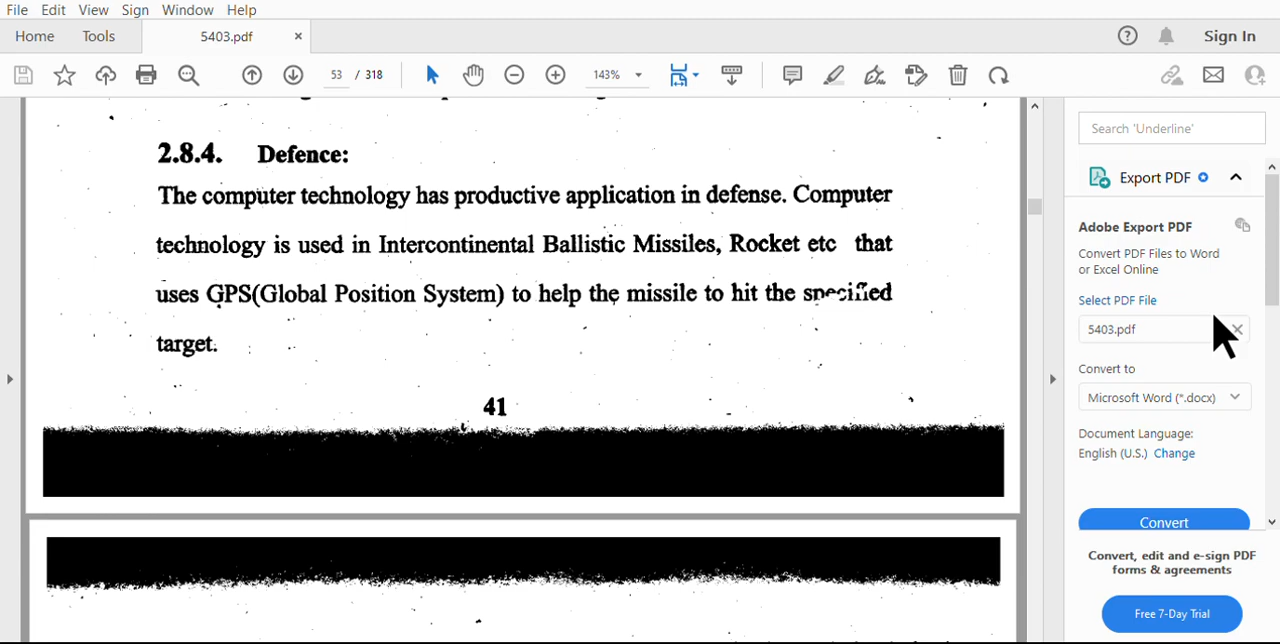 File Edit View Sign Window Help
Home Tools 5403.pdf × Sign In
53 / 318 143%
2.8.4. Defence:
The computer technology has productive application in defense. Computer
technology is used in Intercontinental Ballistic Missiles, Rocket etc that
uses GPS(Global Position System) to help the missile to hit the specified
target.
41
Search 'Underline'
Export PDF
Adobe Export PDF
Convert PDF Files to Word
or Excel Online
Select PDF File
5403.pdf
Convert to
Microsoft Word (*.docx)
Document Language:
English (U.S.) Change
Convert
Convert, edit and e-sign PDF
forms & agreements
Free 7-Day Trial